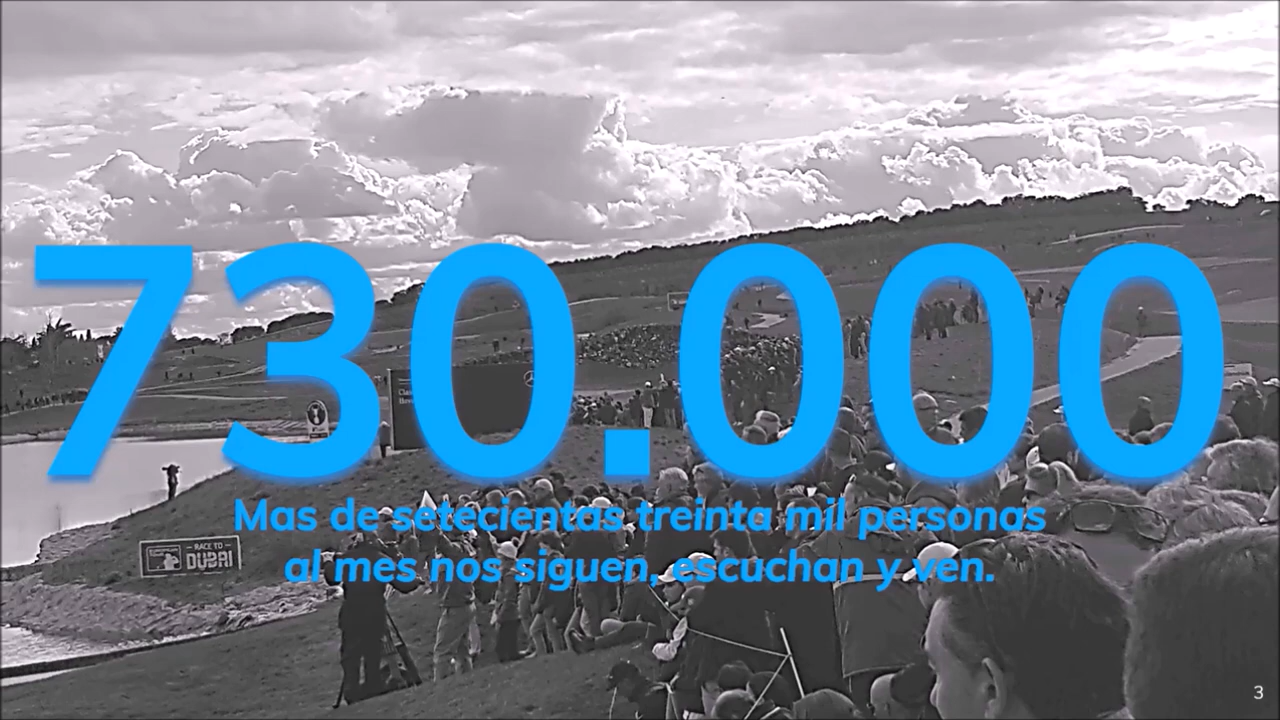 730.000
Mas de setecientas treinta mil personas
al mes nos siguen, escuchan y ven.
RACE TO
DUBAI
3